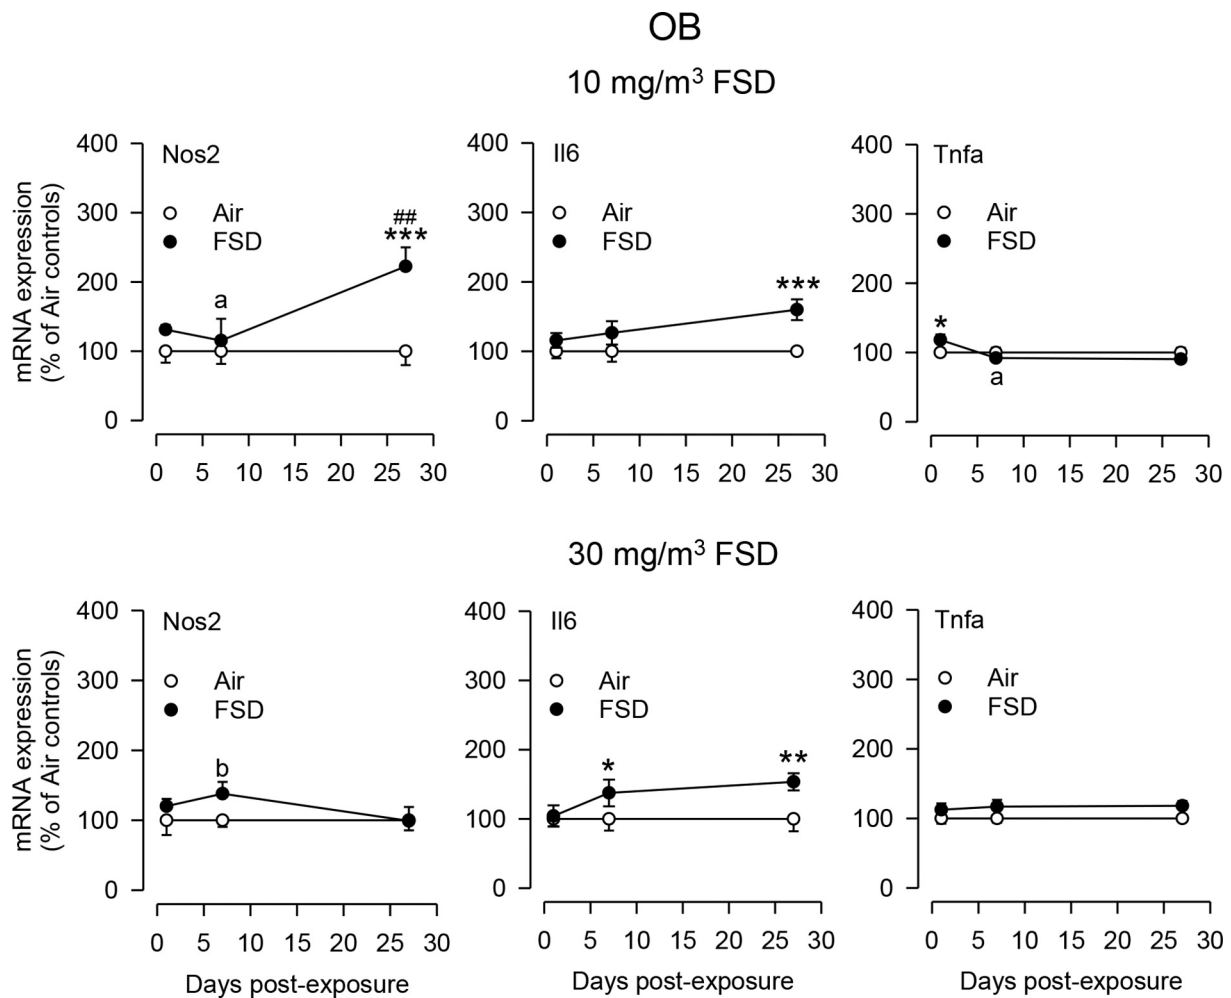 OB
10 mg/m³ FSD
mRNA expression
(% of Air controls)
400
300
200
100
0
Nos2
Air
FSD
##
***
a
0 5 10 15 20 25 30
400
300
200
100
0
Il6
Air
FSD
***
0 5 10 15 20 25 30
400
300
200
100
0
Tnfa
Air
FSD
*
a
0 5 10 15 20 25 30
30 mg/m³ FSD
mRNA expression
(% of Air controls)
400
300
200
100
0
Nos2
Air
FSD
b
0 5 10 15 20 25 30
Days post-exposure
400
300
200
100
0
Il6
Air
FSD
*
**
0 5 10 15 20 25 30
Days post-exposure
400
300
200
100
0
Tnfa
Air
FSD
0 5 10 15 20 25 30
Days post-exposure